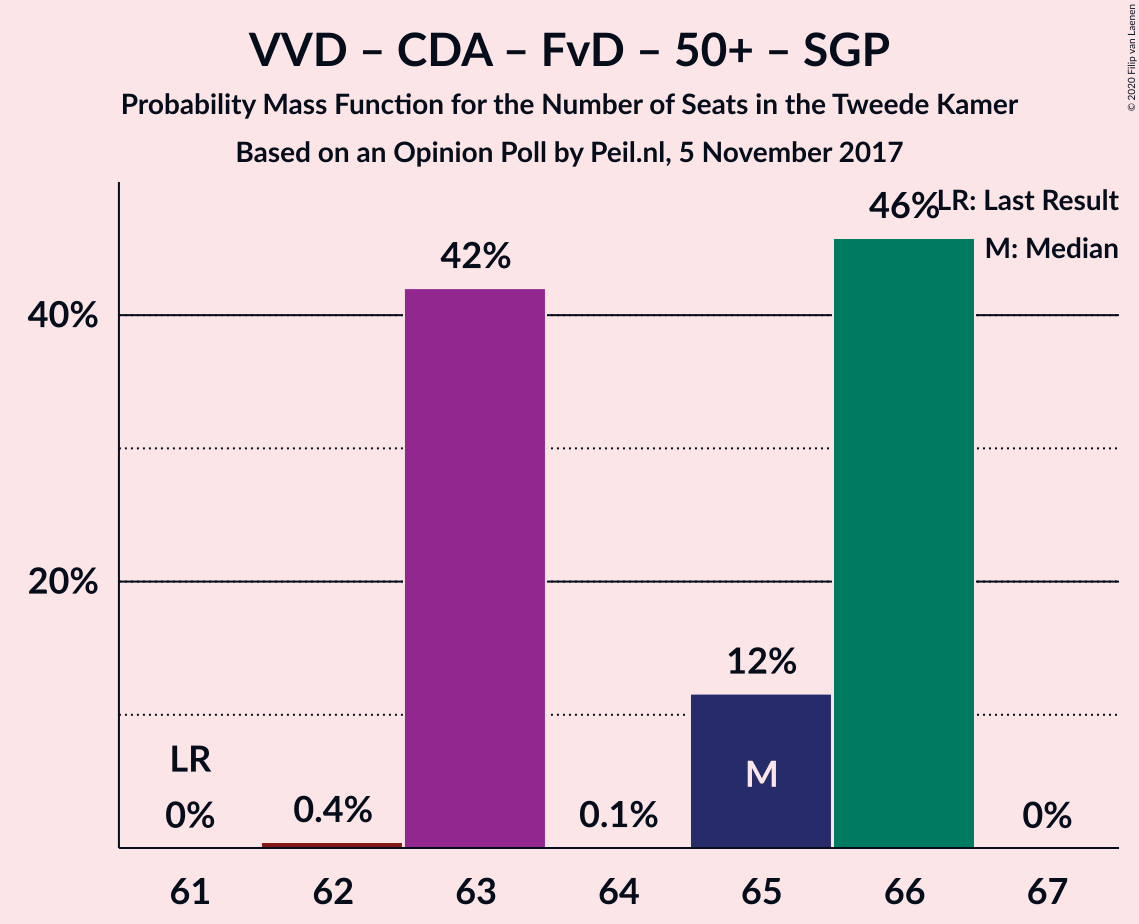 VVD – CDA – FvD – 50+ – SGP
Probability Mass Function for the Number of Seats in the Tweede Kamer
Based on an Opinion Poll by Peil.nl, 5 November 2017
© 2020 Filip van Laenen
LR: Last Result
M: Median
46%
42%
40%
20%
12%
M
LR
0%
0.4%
0.1%
0%
61 62 63 64 65 66 67